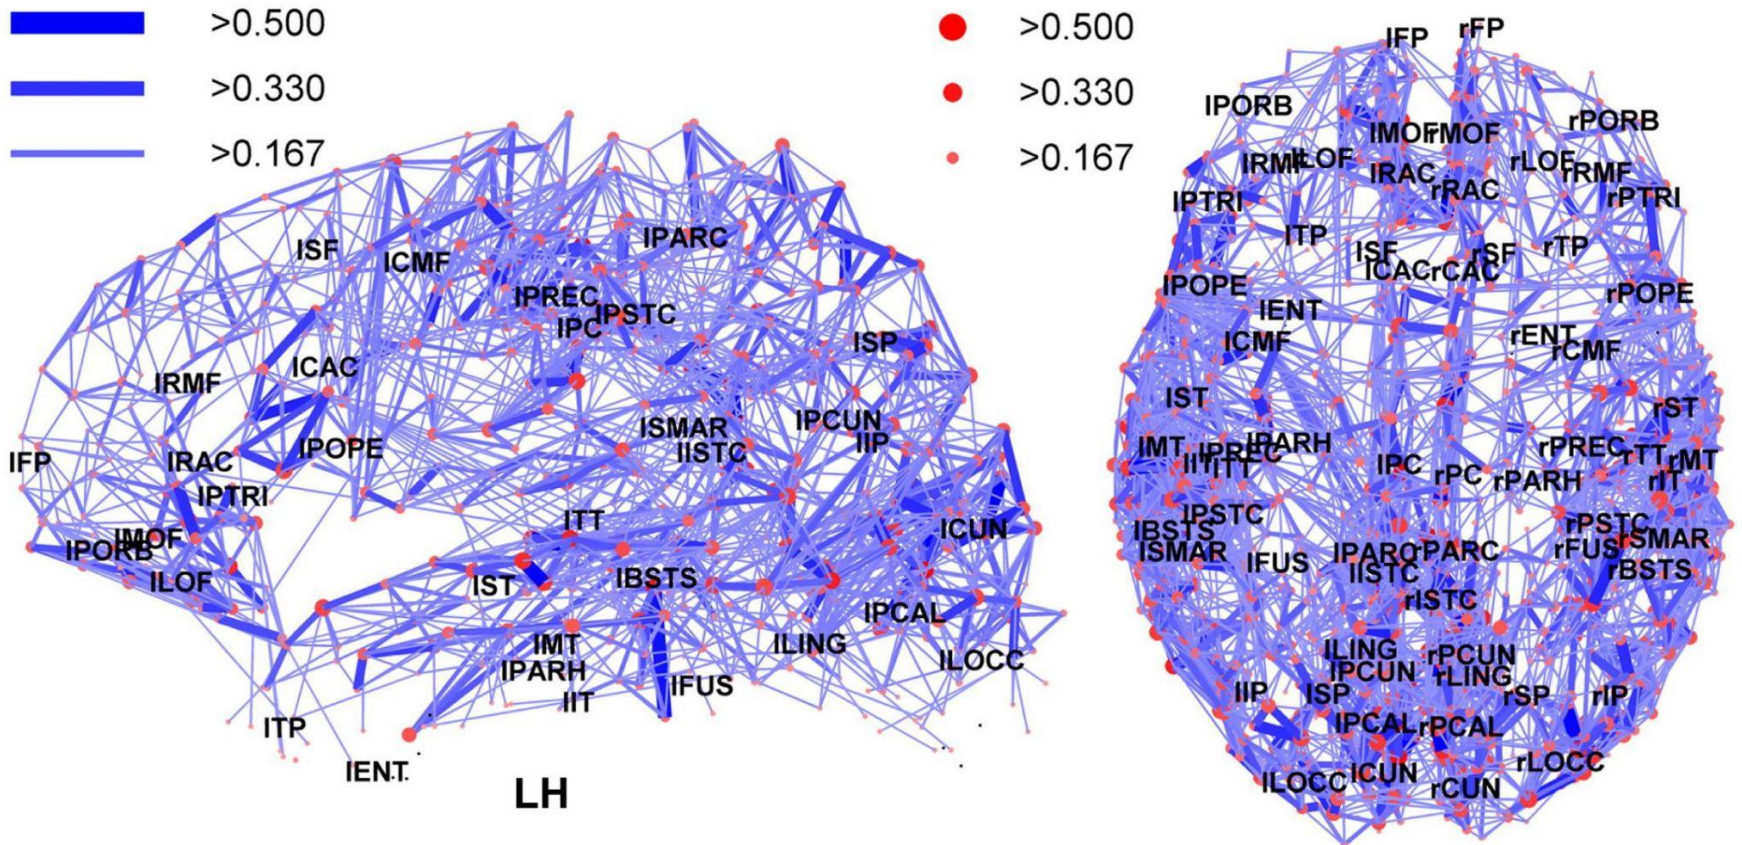 >0.500
>0.330
>0.167
>0.500
>0.330
>0.167
lSF
lCMF
lPARC
lPREC
lPSTC
lPC
lSP
lCAC
lRMF
lPCUN
lSMAR
lIP
lISTC
lPOPE
lFP
lRAC
lPTRI
lTT
lCUN
lMOF
lPORB
lLOF
lST
lBSTS
lPCAL
lMT
lLING
lPARH
lLOCC
lFUS
lIT
lTP
lENT
LH
lFP rFP
lPORB rPORB
lMOF rMOF
lRMF lLOF rLOF rRMF
lRAC rRAC
lPTRI rPTRI
lTP lSF rSF rTP
lCAC rCAC
lPOPE rPOPE
lENT rENT
lCMF rCMF
lST rST
lMT lPREC lPARH rPREC rTT rMT
lIT lTT lPC rPC rPARH rIT
lPSTC rPSTC
lBSTS rSMAR
lSMAR lFUS lPARC rPARC rFUS
lISTC rBSTS
rISTC
lLING rPCUN
lPCUN rLING
lIP lSP rSP rIP
lPCAL rPCAL
lLOCC lCUN rCUN rLOCC